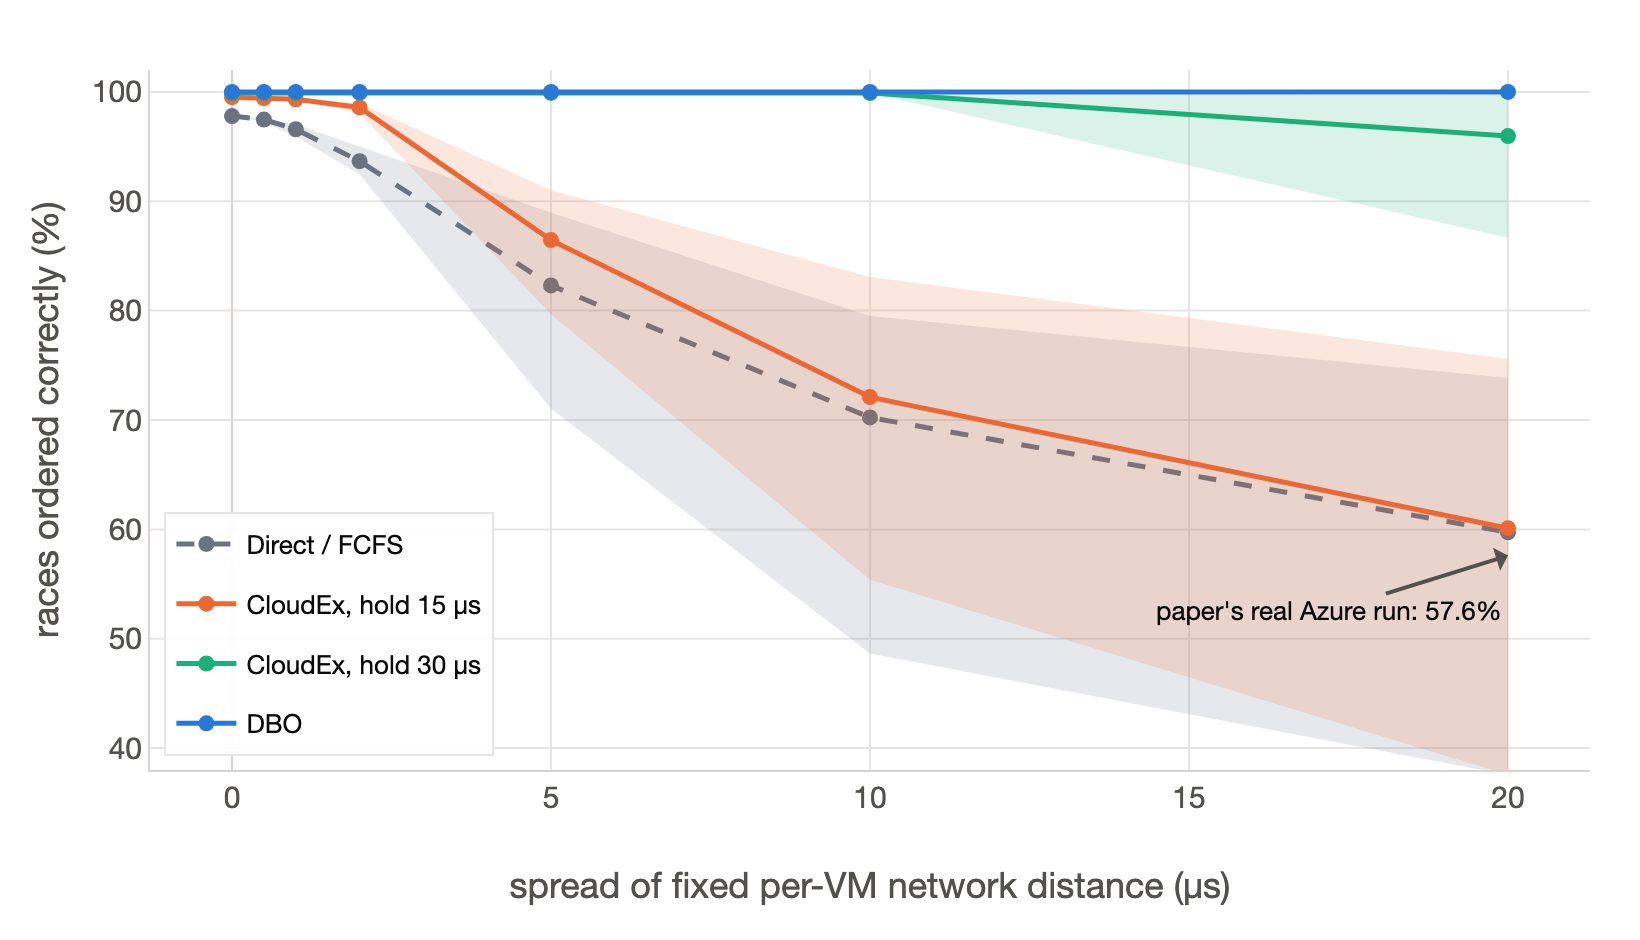 100
90
80
70
60
50
40
races ordered correctly (%)
Direct / FCFS
CloudEx, hold 15 μs
CloudEx, hold 30 μs
DBO
paper's real Azure run: 57.6%
0 5 10 15 20
spread of fixed per-VM network distance (μs)